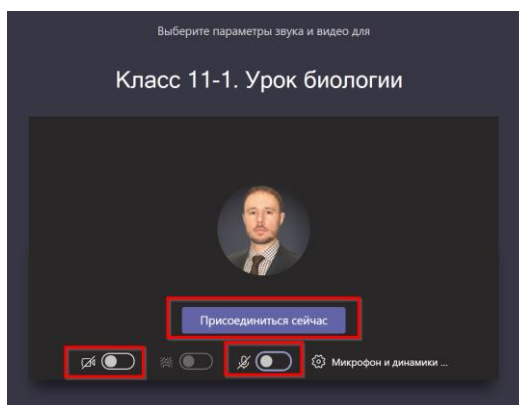 Выберите параметры звука и видео для
Класс 11-1. Урок биологии
Присоединиться сейчас
Микрофон и динамики ...